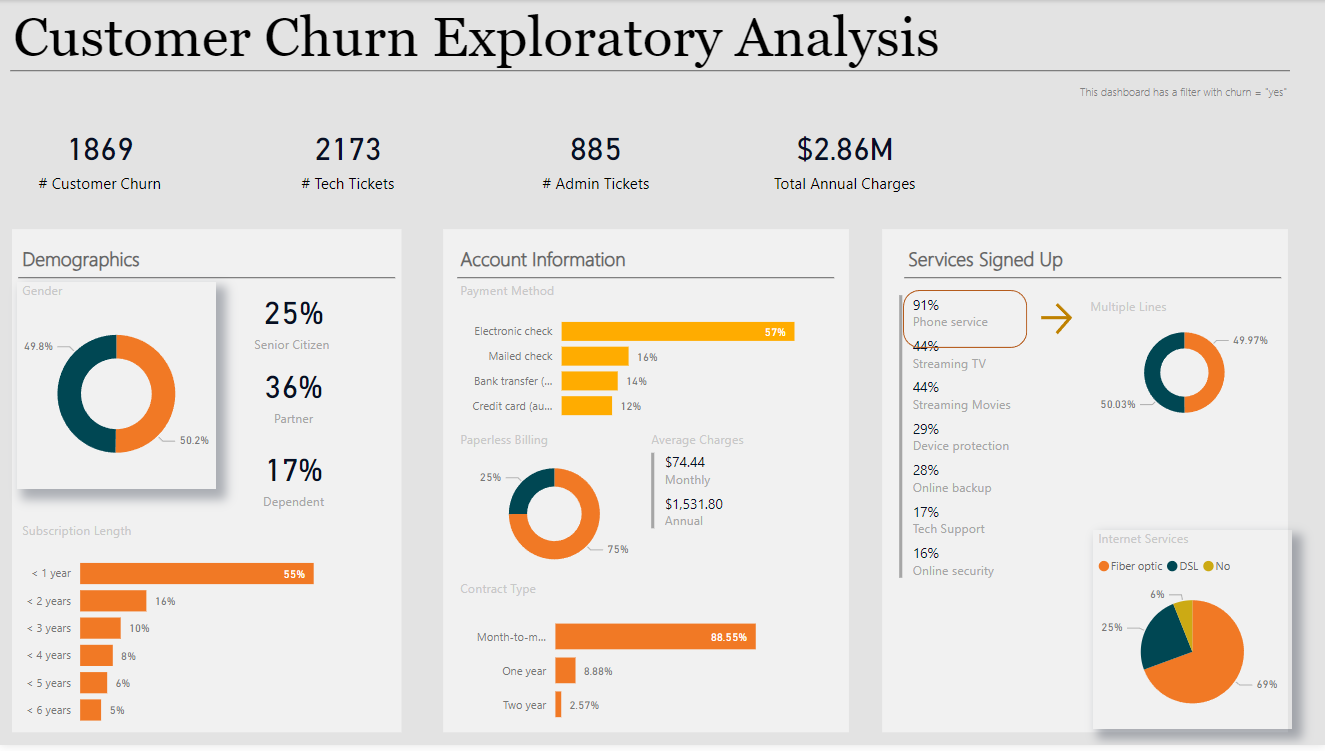 Customer Churn Exploratory Analysis
This dashboard has a filter with churn = "yes"
1869
# Customer Churn
2173
# Tech Tickets
885
# Admin Tickets
$2.86M
Total Annual Charges
Demographics
Gender
49.8%
50.2%
25%
Senior Citizen
36%
Partner
17%
Dependent
Subscription Length
< 1 year 55%
< 2 years 16%
< 3 years 10%
< 4 years 8%
< 5 years 6%
< 6 years 5%
Account Information
Payment Method
Electronic check 57%
Mailed check 16%
Bank transfer (... 14%
Credit card (au... 12%
Paperless Billing
25%
75%
Average Charges
$74.44
Monthly
$1,531.80
Annual
Contract Type
Month-to-m... 88.55%
One year 8.88%
Two year 2.57%
Services Signed Up
91%
Phone service
44%
Streaming TV
44%
Streaming Movies
29%
Device protection
28%
Online backup
17%
Tech Support
16%
Online security
Multiple Lines
49.97%
50.03%
Internet Services
Fiber optic DSL No
6%
25%
69%